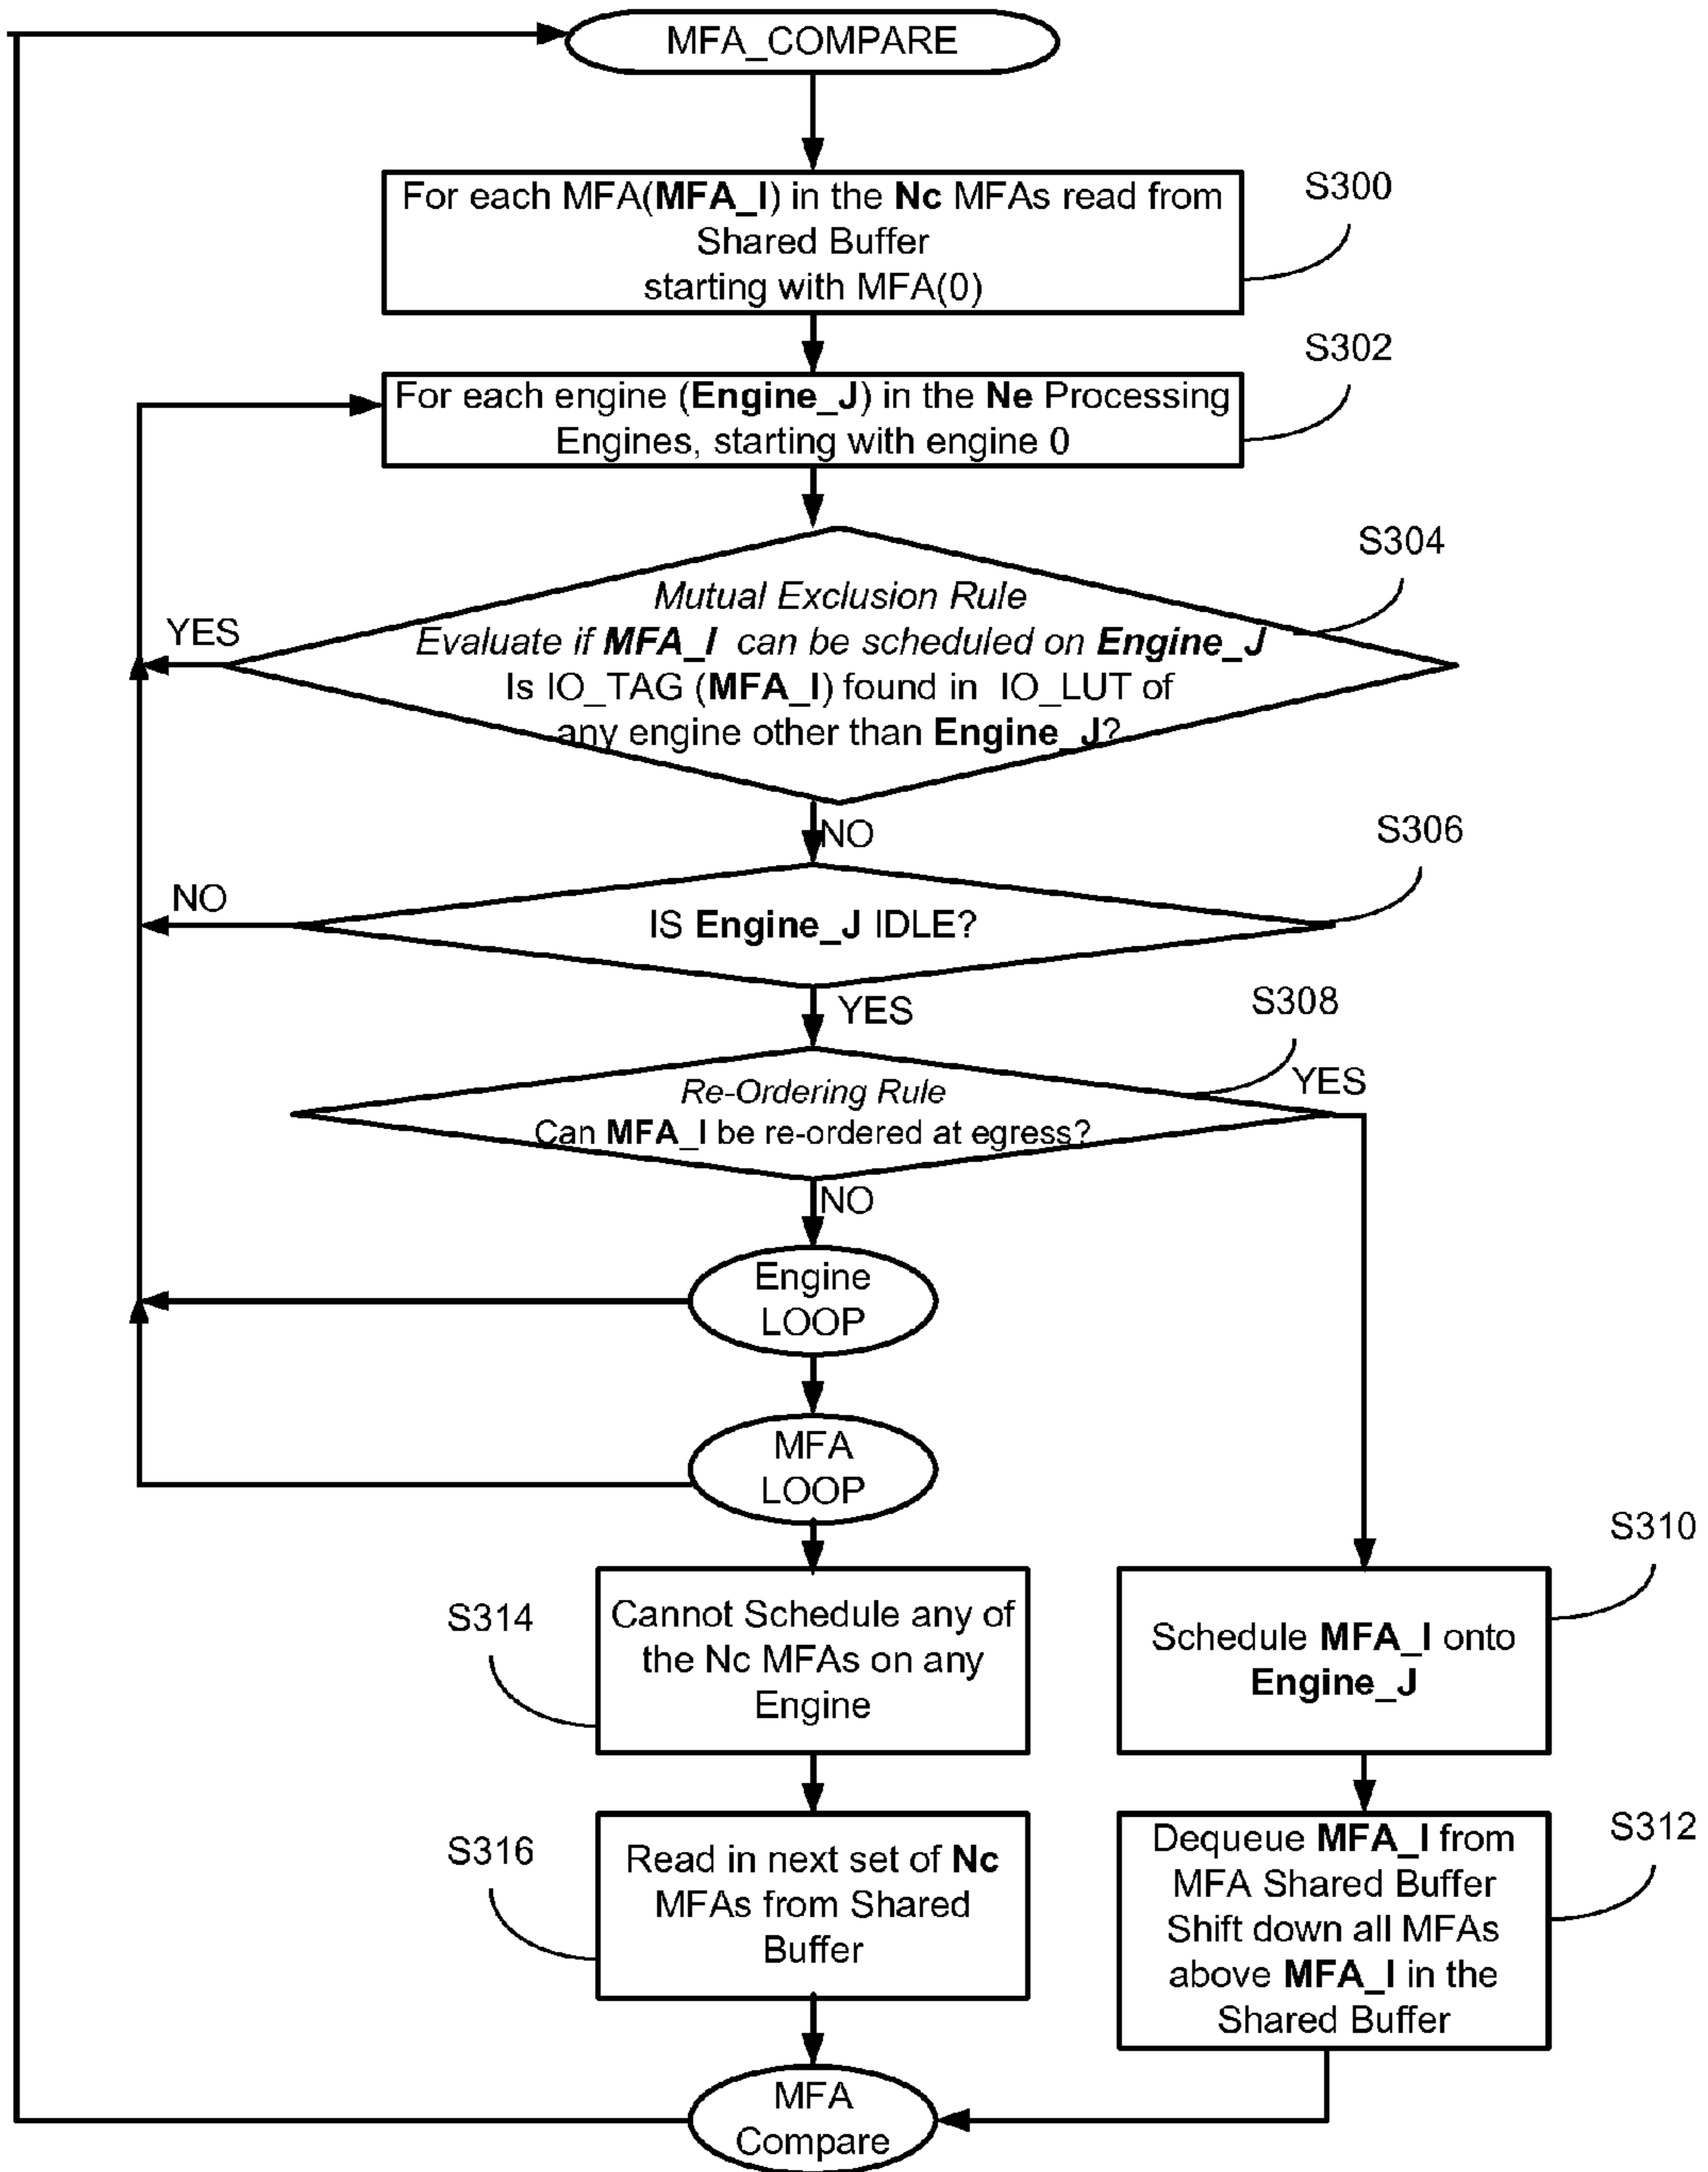 MFA_COMPARE
For each MFA(MFA_I) in the Nc MFAs read from
Shared Buffer
starting with MFA(0)
S300
For each engine (Engine_J) in the Ne Processing
Engines, starting with engine 0
S302
S304
Mutual Exclusion Rule
Evaluate if MFA_I can be scheduled on Engine_J
Is IO_TAG (MFA_I) found in IO_LUT of
any engine other than Engine_J?
YES
NO
S306
IS Engine_J IDLE?
NO
YES
S308
Re-Ordering Rule
Can MFA_I be re-ordered at egress?
YES
NO
Engine
LOOP
MFA
LOOP
S314
Cannot Schedule any of
the Nc MFAs on any
Engine
S310
Schedule MFA_I onto
Engine_J
S316
Read in next set of Nc
MFAs from Shared
Buffer
S312
Dequeue MFA_I from
MFA Shared Buffer
Shift down all MFAs
above MFA_I in the
Shared Buffer
MFA
Compare